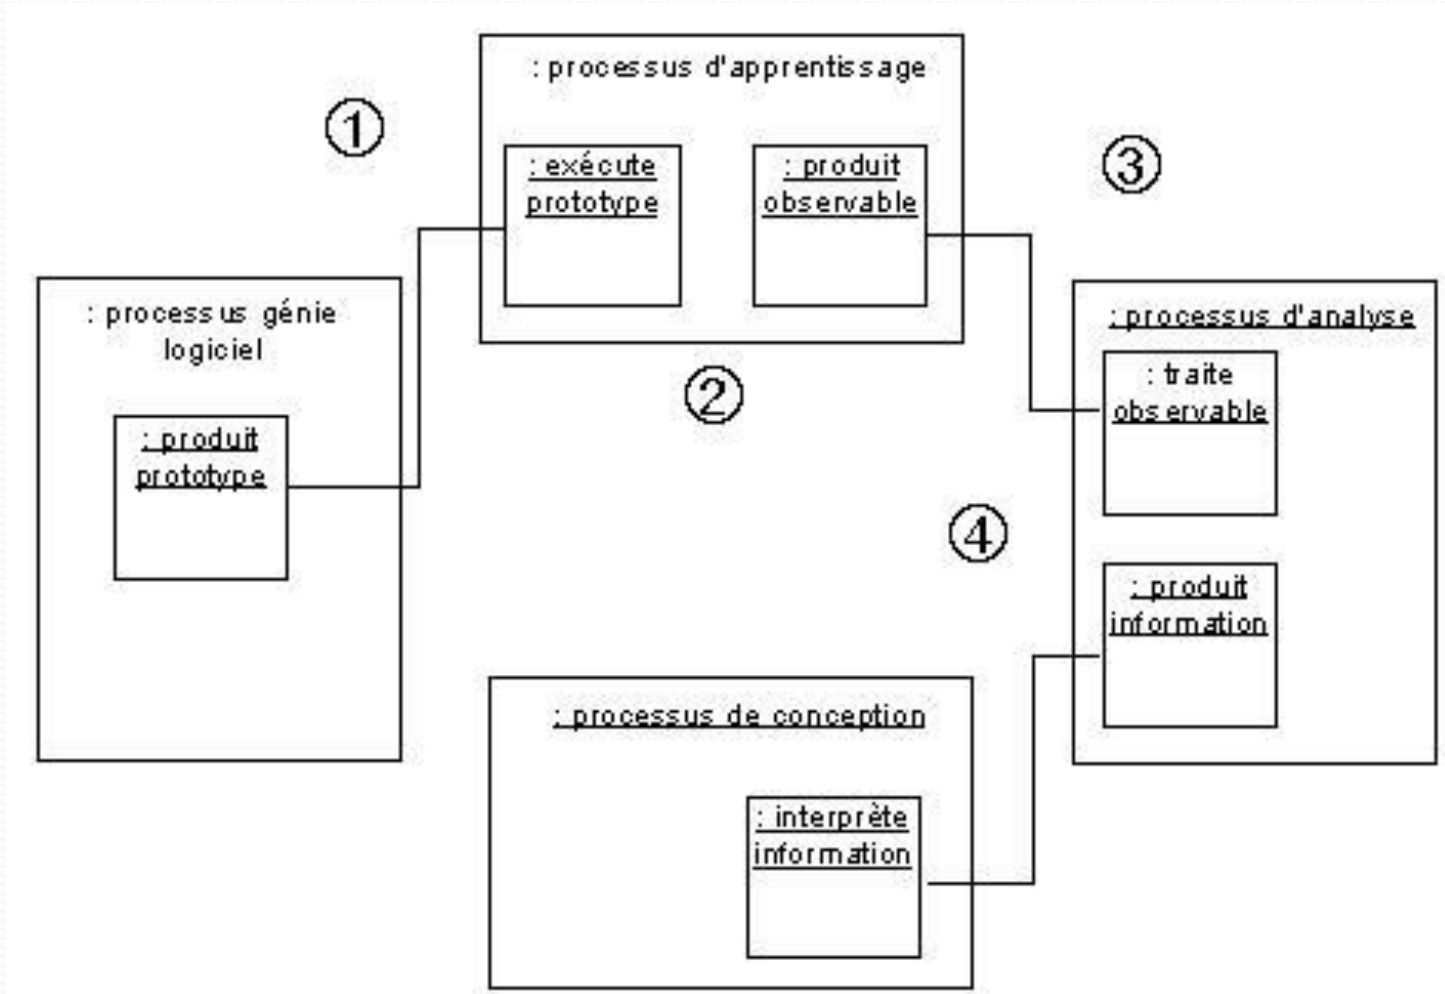 : processus d'apprentissage
①
: exécute
prototype
: produit
observable
③
: processus génie
logiciel
: produit
prototype
②
: processus d'analyse
: traite
observable
④
: produit
information
: processus de conception
: interprète
information